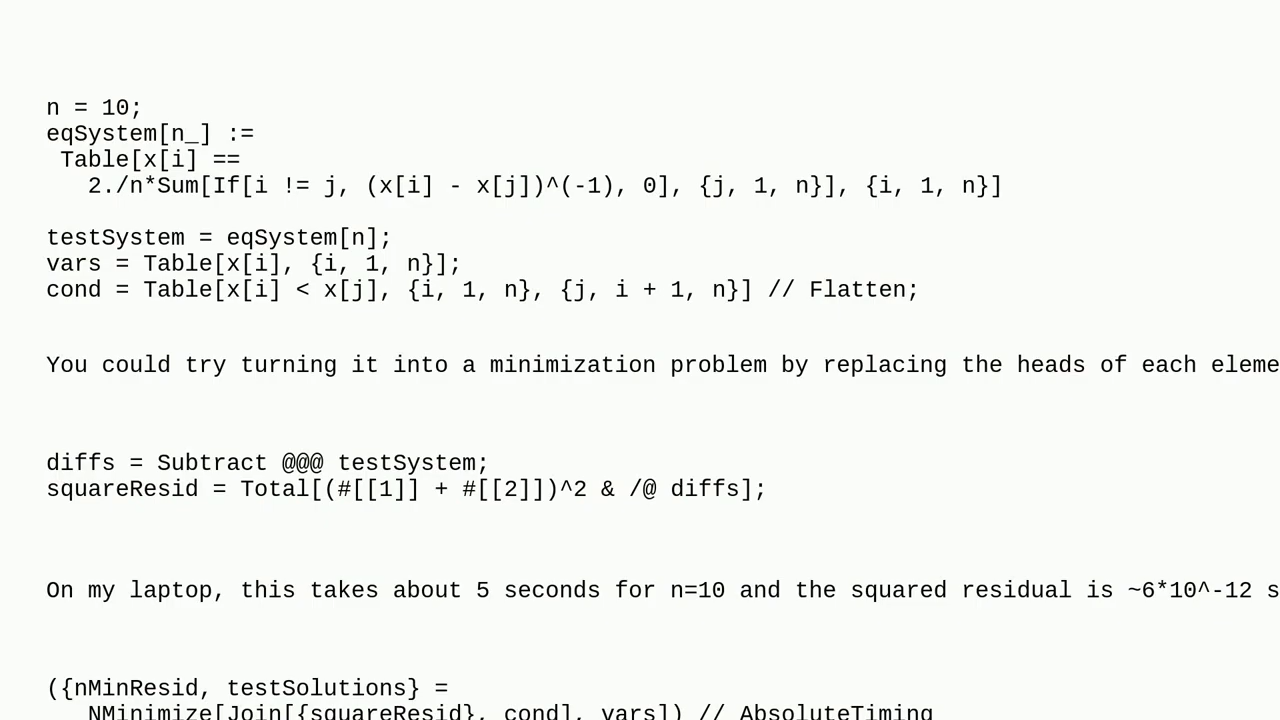 n = 10;
eqSystem[n_] :=
 Table[x[i] ==
   2./n*Sum[If[i != j, (x[i] - x[j])^(-1), 0], {j, 1, n}], {i, 1, n}]
testSystem = eqSystem[n];
vars = Table[x[i], {i, 1, n}];
cond = Table[x[i] < x[j], {i, 1, n}, {j, i + 1, n}] // Flatten;
You could try turning it into a minimization problem by replacing the heads of each eleme
diffs = Subtract @@@ testSystem;
squareResid = Total[(#[[1]] + #[[2]])^2 & /@ diffs];
On my laptop, this takes about 5 seconds for n=10 and the squared residual is ~6*10^-12 s
({nMinResid, testSolutions} =
   NMinimize[Join[{squareResid}, cond], vars]) // AbsoluteTiming